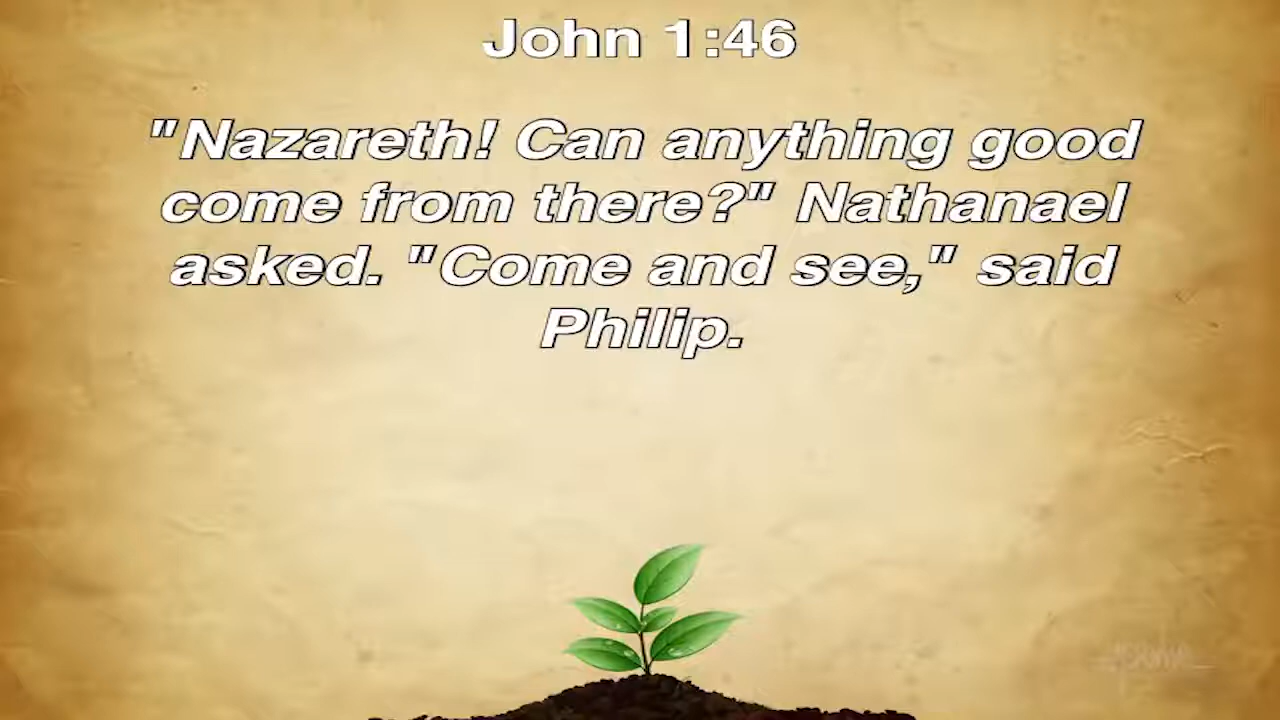 John 1:46
"Nazareth! Can anything good
come from there?" Nathanael
asked. "Come and see," said
Philip.